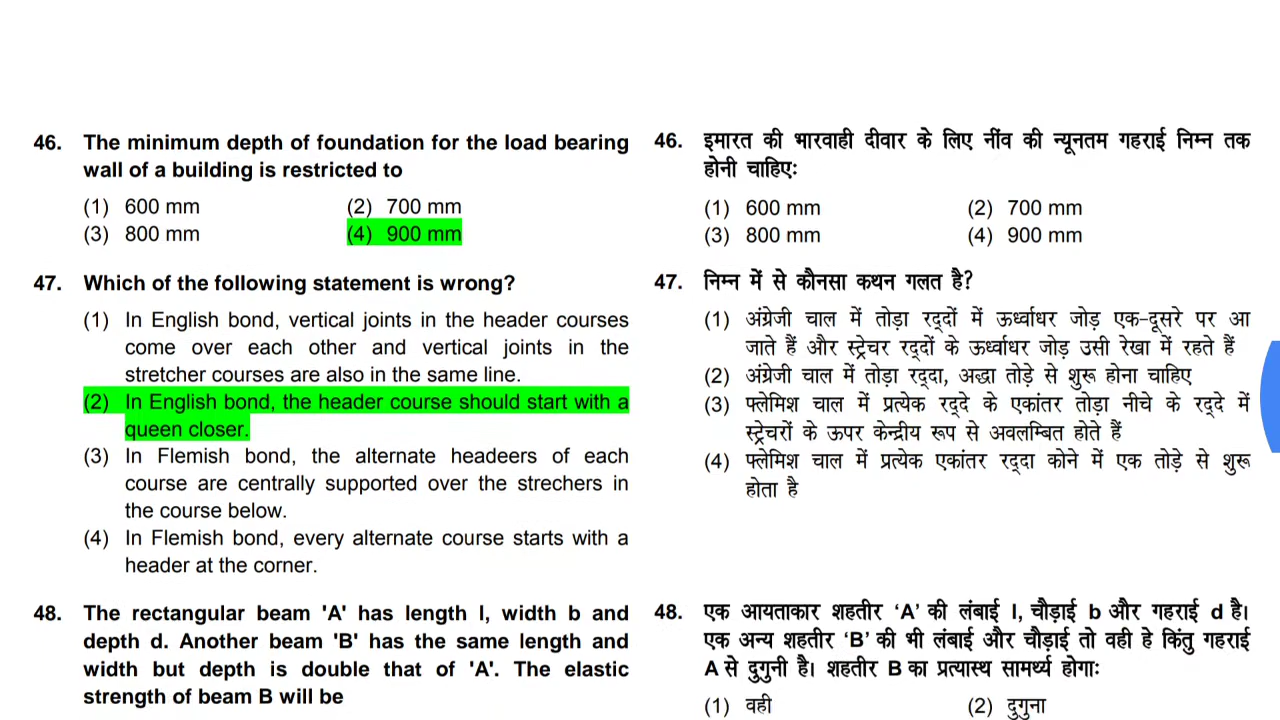 46. The minimum depth of foundation for the load bearing
wall of a building is restricted to
(1) 600 mm (2) 700 mm
(3) 800 mm (4) 900 mm
47. Which of the following statement is wrong?
(1) In English bond, vertical joints in the header courses
come over each other and vertical joints in the
stretcher courses are also in the same line.
(2) In English bond, the header course should start with a
queen closer.
(3) In Flemish bond, the alternate headeers of each
course are centrally supported over the strechers in
the course below.
(4) In Flemish bond, every alternate course starts with a
header at the corner.
48. The rectangular beam 'A' has length l, width b and
depth d. Another beam 'B' has the same length and
width but depth is double that of 'A'. The elastic
strength of beam B will be
46. इमारत की भारवाही दीवार के लिए नींव की न्यूनतम गहराई निम्न तक
होनी चाहिएः
(1) 600 mm (2) 700 mm
(3) 800 mm (4) 900 mm
47. निम्न में से कौनसा कथन गलत है?
(1) अंग्रेजी चाल में तोड़ा रद्दों में ऊर्ध्वाधर जोड़ एक-दूसरे पर आ
जाते हैं और स्ट्रेचर रद्दों के ऊर्ध्वाधर जोड़ उसी रेखा में रहते हैं
(2) अंग्रेजी चाल में तोड़ा रद्दा, अद्धा तोड़े से शुरू होना चाहिए
(3) फ्लेमिश चाल में प्रत्येक रद्दे के एकांतर तोड़ा नीचे के रद्दे में
स्ट्रेचरों के ऊपर केन्द्रीय रूप से अवलम्बित होते हैं
(4) फ्लेमिश चाल में प्रत्येक एकांतर रद्दा कोने में एक तोड़े से शुरू
होता है
48. एक आयताकार शहतीर ‘A’ की लंबाई l, चौड़ाई b और गहराई d है।
एक अन्य शहतीर ‘B’ की भी लंबाई और चौड़ाई तो वही हे किंतु गहराई
A से दुगुनी है। शहतीर B का प्रत्यास्थ सामर्थ्य होगाः
(1) वही (2) दुगुना